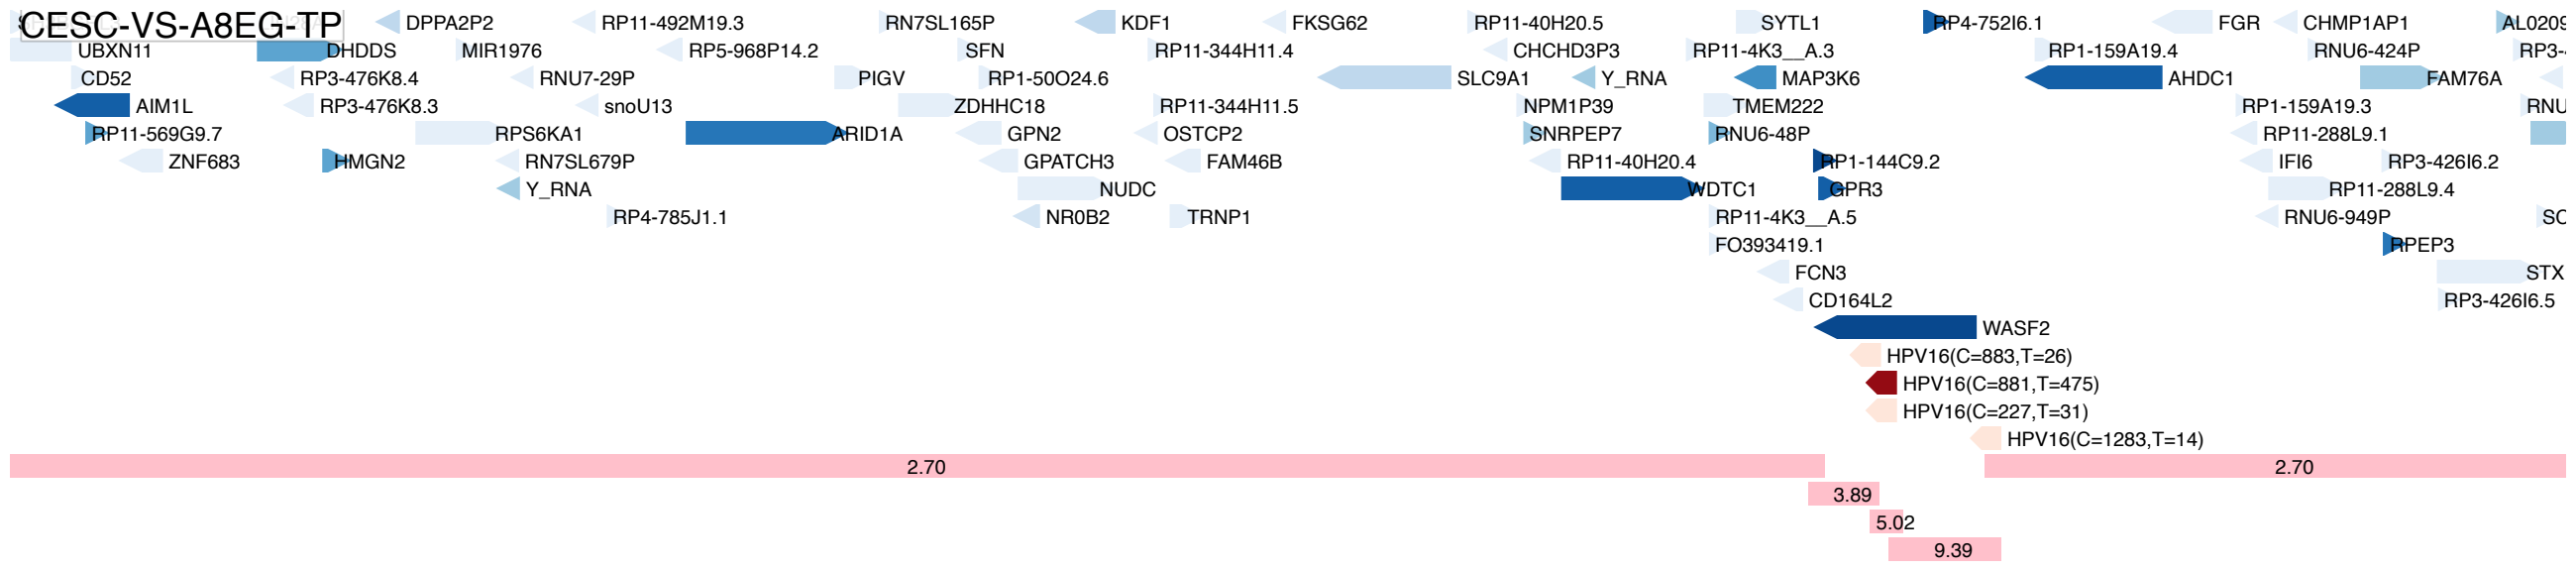 CESC-VS-A8EG-TP DPPA2P2 RP11-492M19.3 RN7SL165P KDF1 FKSG62 RP11-40H20.5 SYTL1 RP4-752I6.1 FGR CHMP1AP1 AL0209
UBXN11 DHDDS MIR1976 RP5-968P14.2 SFN RP11-344H11.4 CHCHD3P3 RP11-4K3__A.3 RP1-159A19.4 RNU6-424P RP3-
CD52 RP3-476K8.4 RNU7-29P PIGV RP1-50O24.6 SLC9A1 Y_RNA MAP3K6 AHDC1 FAM76A
AIM1L RP3-476K8.3 snoU13 ZDHHC18 RP11-344H11.5 NPM1P39 TMEM222 RP1-159A19.3 RNU
RP11-569G9.7 RPS6KA1 ARID1A GPN2 OSTCP2 SNRPEP7 RNU6-48P RP11-288L9.1
ZNF683 HMGN2 RN7SL679P GPATCH3 FAM46B RP11-40H20.4 RP1-144C9.2 IFI6 RP3-426I6.2
Y_RNA NUDC WDTC1 GPR3 RP11-288L9.4
RP4-785J1.1 NR0B2 TRNP1 RP11-4K3__A.5 RNU6-949P SC
FO393419.1 RPEP3
FCN3 STX
CD164L2 RP3-426I6.5
WASF2
HPV16(C=883,T=26)
HPV16(C=881,T=475)
HPV16(C=227,T=31)
HPV16(C=1283,T=14)
2.70 2.70
3.89
5.02
9.39